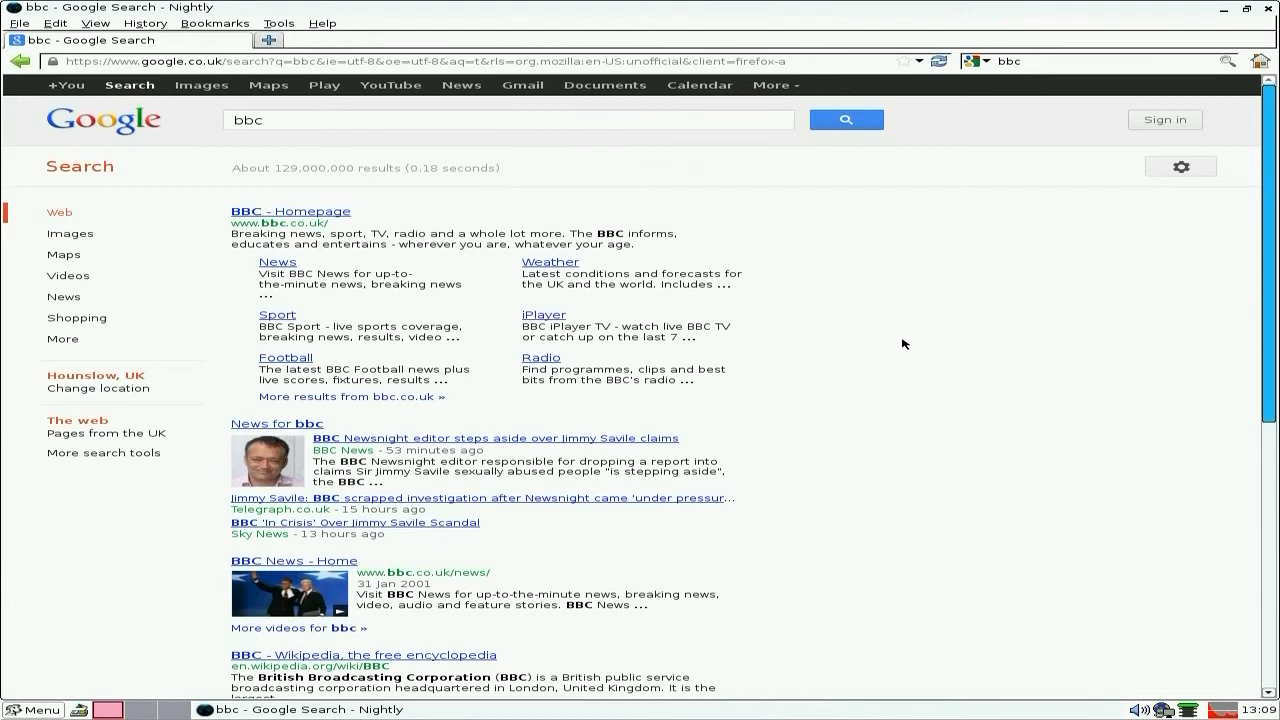 bbc - Google Search - Nightly
File Edit View History Bookmarks Tools Help
bbc - Google Search
https://www.google.co.uk/search?q=bbc&ie=utf-8&oe=utf-8&aq=t&rls=org.mozilla:en-US:unofficial&client=firefox-a
bbc
+You Search Images Maps Play YouTube News Gmail Documents Calendar More
Google
bbc
Sign in
Search
About 129,000,000 results (0.18 seconds)
Web
Images
Maps
Videos
News
Shopping
More
Hounslow, UK
Change location
The web
Pages from the UK
More search tools
BBC - Homepage
www.bbc.co.uk/
Breaking news, sport, TV, radio and a whole lot more. The BBC informs,
educates and entertains - wherever you are, whatever your age.
News
Visit BBC News for up-to-
the-minute news, breaking news
...
Weather
Latest conditions and forecasts for
the UK and the world. Includes ...
Sport
BBC Sport - live sports coverage,
breaking news, results, video ...
iPlayer
BBC iPlayer TV - watch live BBC TV
or catch up on the last 7 ...
Football
The latest BBC Football news plus
live scores, fixtures, results ...
Radio
Find programmes, clips and best
bits from the BBC's radio ...
More results from bbc.co.uk »
News for bbc
BBC Newsnight editor steps aside over Jimmy Savile claims
BBC News - 53 minutes ago
The BBC Newsnight editor responsible for dropping a report into
claims Sir Jimmy Savile sexually abused people "is stepping aside",
the BBC ...
Jimmy Savile: BBC scrapped investigation after Newsnight came 'under pressur...
Telegraph.co.uk - 15 hours ago
BBC 'In Crisis' Over Jimmy Savile Scandal
Sky News - 13 hours ago
BBC News - Home
www.bbc.co.uk/news/
31 Jan 2001
Visit BBC News for up-to-the-minute news, breaking news,
video, audio and feature stories. BBC News ...
More videos for bbc »
BBC - Wikipedia, the free encyclopedia
en.wikipedia.org/wiki/BBC
The British Broadcasting Corporation (BBC) is a British public service
broadcasting corporation headquartered in London, United Kingdom. It is the
largest
Menu
bbc - Google Search - Nightly
13:09